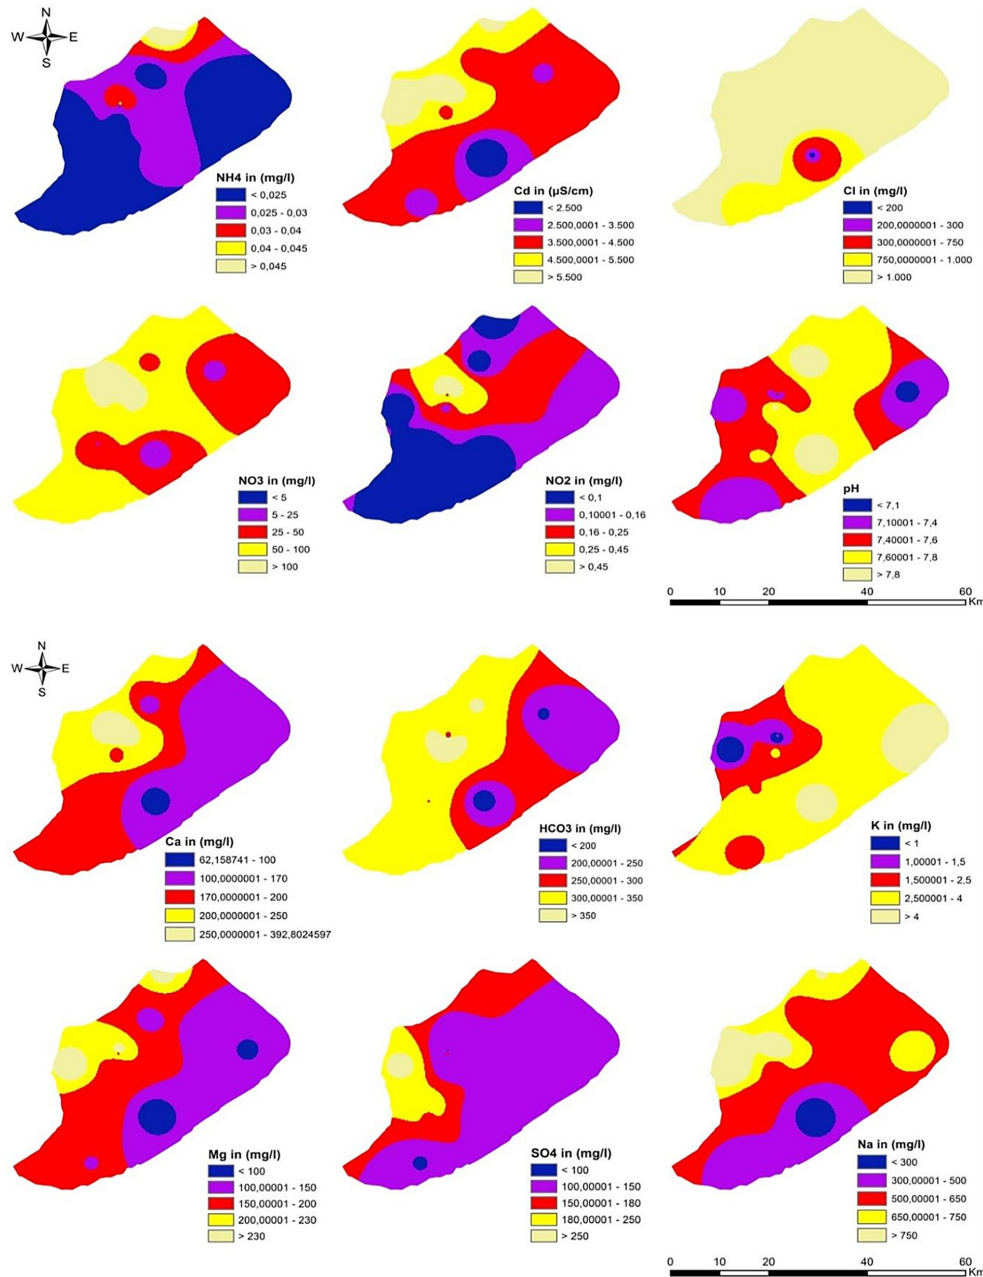 N
W E
S
NH4 in (mg/l)
< 0,025
0,025 - 0,03
0,03 - 0,04
0,04 - 0,045
> 0,045
Cd in (µS/cm)
< 2.500
2.500,0001 - 3.500
3.500,0001 - 4.500
4.500,0001 - 5.500
> 5.500
Cl in (mg/l)
< 200
200,0000001 - 300
300,0000001 - 750
750,0000001 - 1.000
> 1.000
NO3 in (mg/l)
< 5
5 - 25
25 - 50
50 - 100
> 100
NO2 in (mg/l)
< 0,1
0,10001 - 0,16
0,16 - 0,25
0,25 - 0,45
> 0,45
pH
< 7,1
7,10001 - 7,4
7,40001 - 7,6
7,60001 - 7,8
> 7,8
0 10 20 40 60
Km
N
W E
S
Ca in (mg/l)
62,158741 - 100
100,0000001 - 170
170,0000001 - 200
200,0000001 - 250
250,0000001 - 392,8024597
HCO3 in (mg/l)
< 200
200,00001 - 250
250,00001 - 300
300,00001 - 350
> 350
K in (mg/l)
< 1
1,00001 - 1,5
1,500001 - 2,5
2,500001 - 4
> 4
Mg in (mg/l)
< 100
100,00001 - 150
150,00001 - 200
200,00001 - 230
> 230
SO4 in (mg/l)
< 100
100,00001 - 150
150,00001 - 180
180,00001 - 250
> 250
Na in (mg/l)
< 300
300,00001 - 500
500,00001 - 650
650,00001 - 750
> 750
0 10 20 40 60
Km